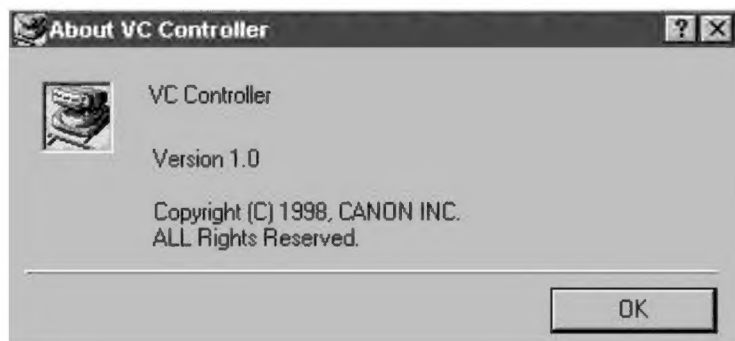 About VC Controller
VC Controller
Version 1.0
Copyright (C) 1998, CANON INC.
ALL Rights Reserved.
OK